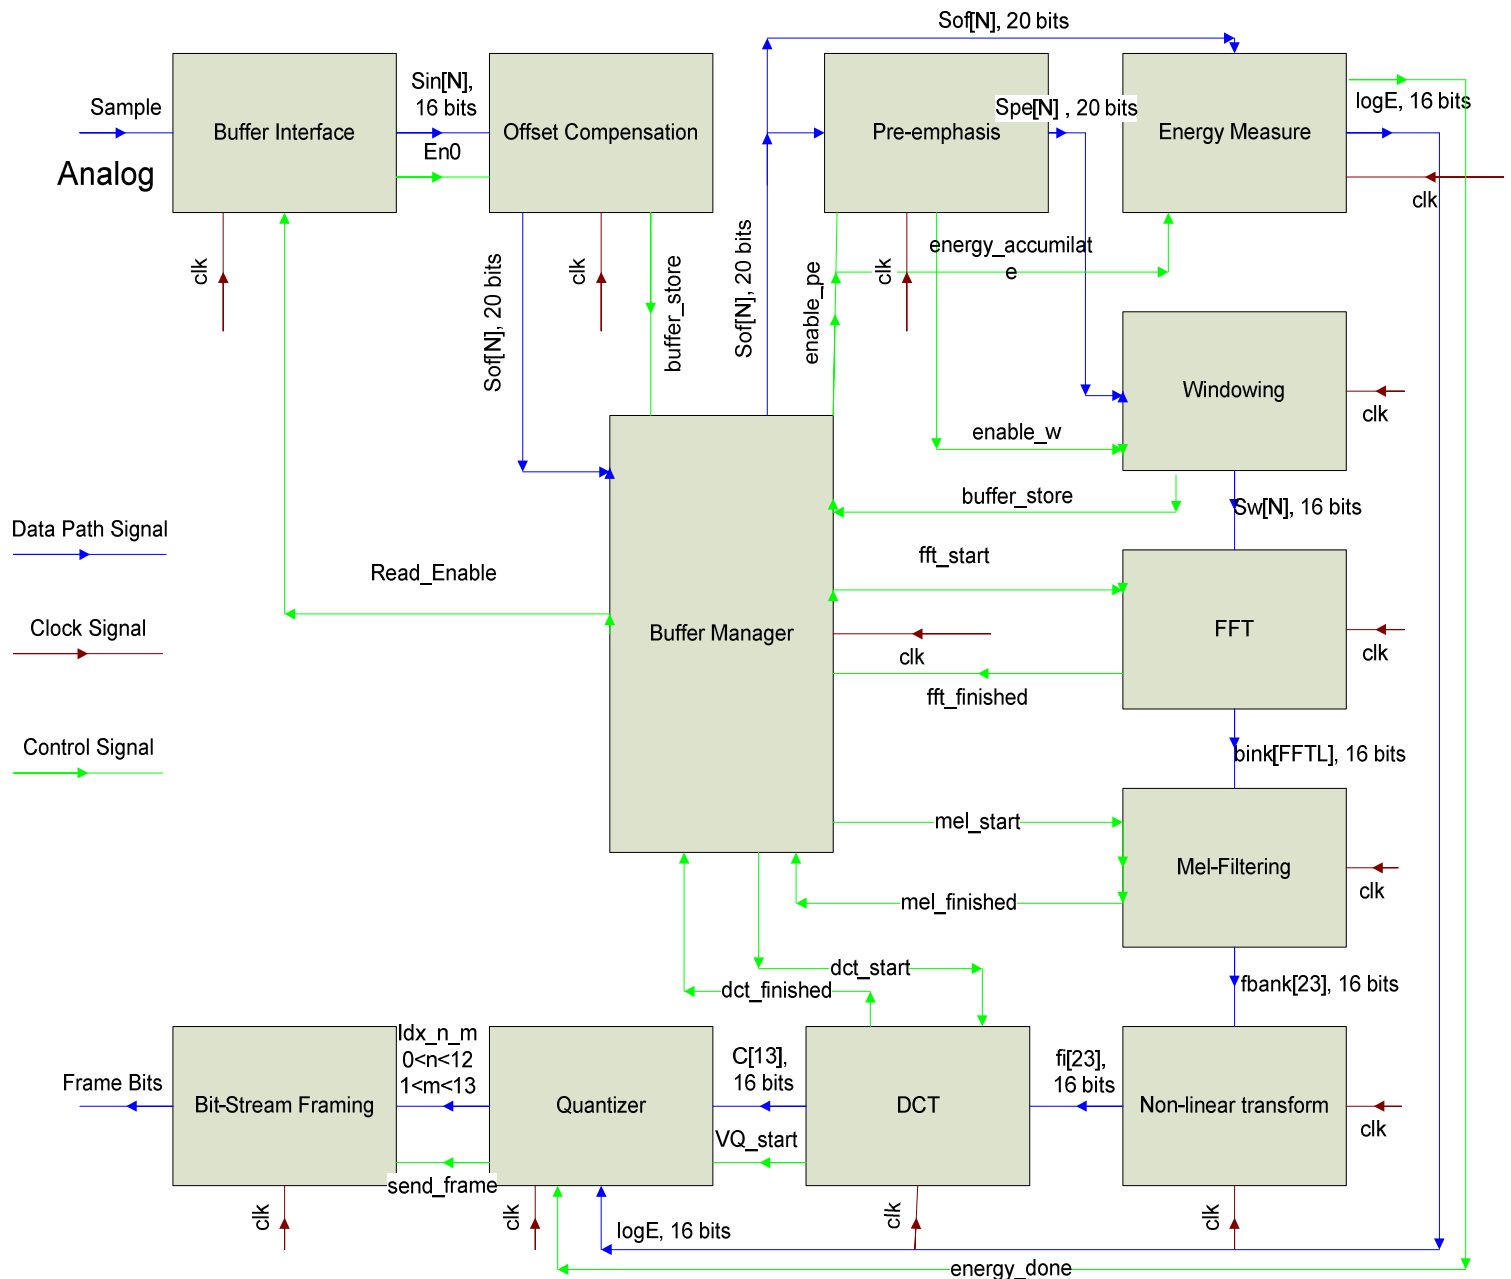 Sof[N], 20 bits
Sample
Sin[N],
16 bits
Spe[N] , 20 bits
logE, 16 bits
Buffer Interface
Offset Compensation
Pre-emphasis
Energy Measure
En0
Analog
clk
clk
clk
clk
clk
Sof[N], 20 bits
buffer_store
Sof[N], 20 bits
enable_pe
energy_accumilat
e
Windowing
clk
enable_w
buffer_store
Sw[N], 16 bits
Data Path Signal
Read_Enable
fft_start
Clock Signal
Buffer Manager
clk
FFT
clk
fft_finished
Control Signal
bink[FFTL], 16 bits
mel_start
Mel-Filtering
clk
mel_finished
dct_start
dct_finished
fbank[23], 16 bits
Idx_n_m
0<n<12
1<m<13
C[13],
16 bits
fi[23],
16 bits
Frame Bits
Bit-Stream Framing
Quantizer
DCT
Non-linear transform
clk
VQ_start
send_frame
clk
clk
clk
clk
logE, 16 bits
energy_done